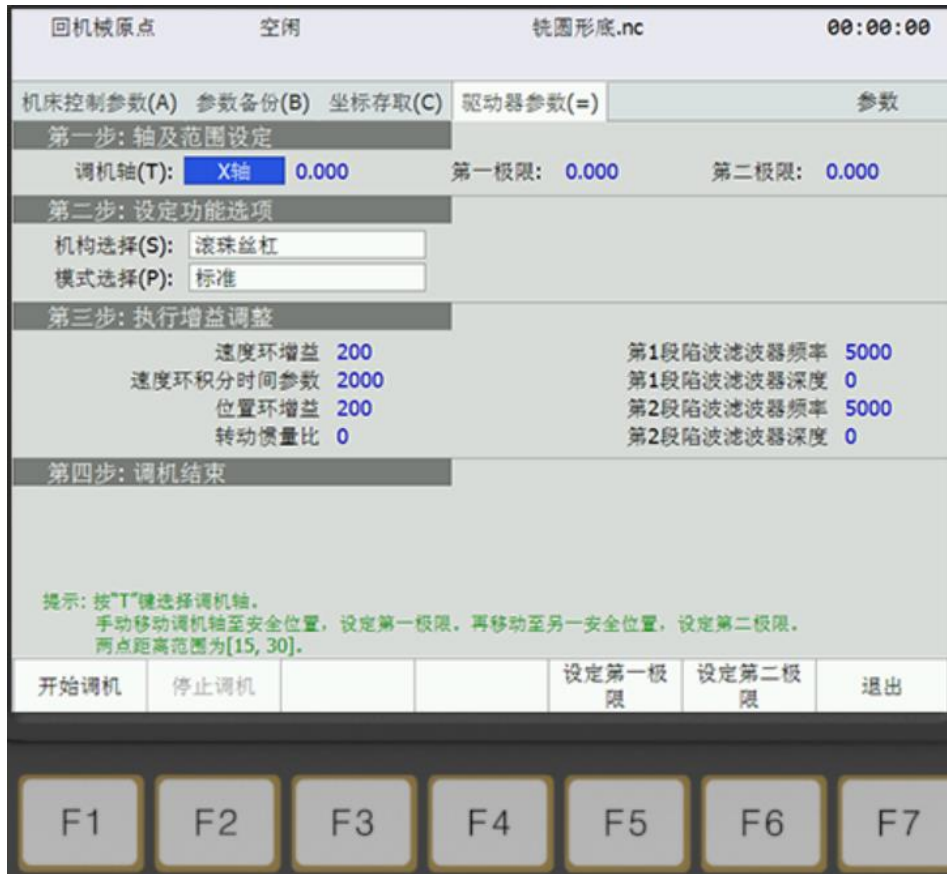 回机械原点 空闲 铣圆形底.nc 00:00:00
机床控制参数(A) 参数备份(B) 坐标存取(C) 驱动器参数(=) 参数
第一步: 轴及范围设定
调机轴(T): X轴 0.000 第一极限: 0.000 第二极限: 0.000
第二步: 设定功能选项
机构选择(S): 滚珠丝杠
模式选择(P): 标准
第三步: 执行增益调整
速度环增益 200 第1段陷波滤波器频率 5000
速度环积分时间参数 2000 第1段陷波滤波器深度 0
位置环增益 200 第2段陷波滤波器频率 5000
转动惯量比 0 第2段陷波滤波器深度 0
第四步: 调机结束
提示: 按"T"键选择调机轴。
手动移动调机轴至安全位置，设定第一极限。再移动至另一安全位置，设定第二极限。
两点距离范围为[15, 30]。
开始调机 停止调机 设定第一极限 设定第二极限 退出
F1 F2 F3 F4 F5 F6 F7